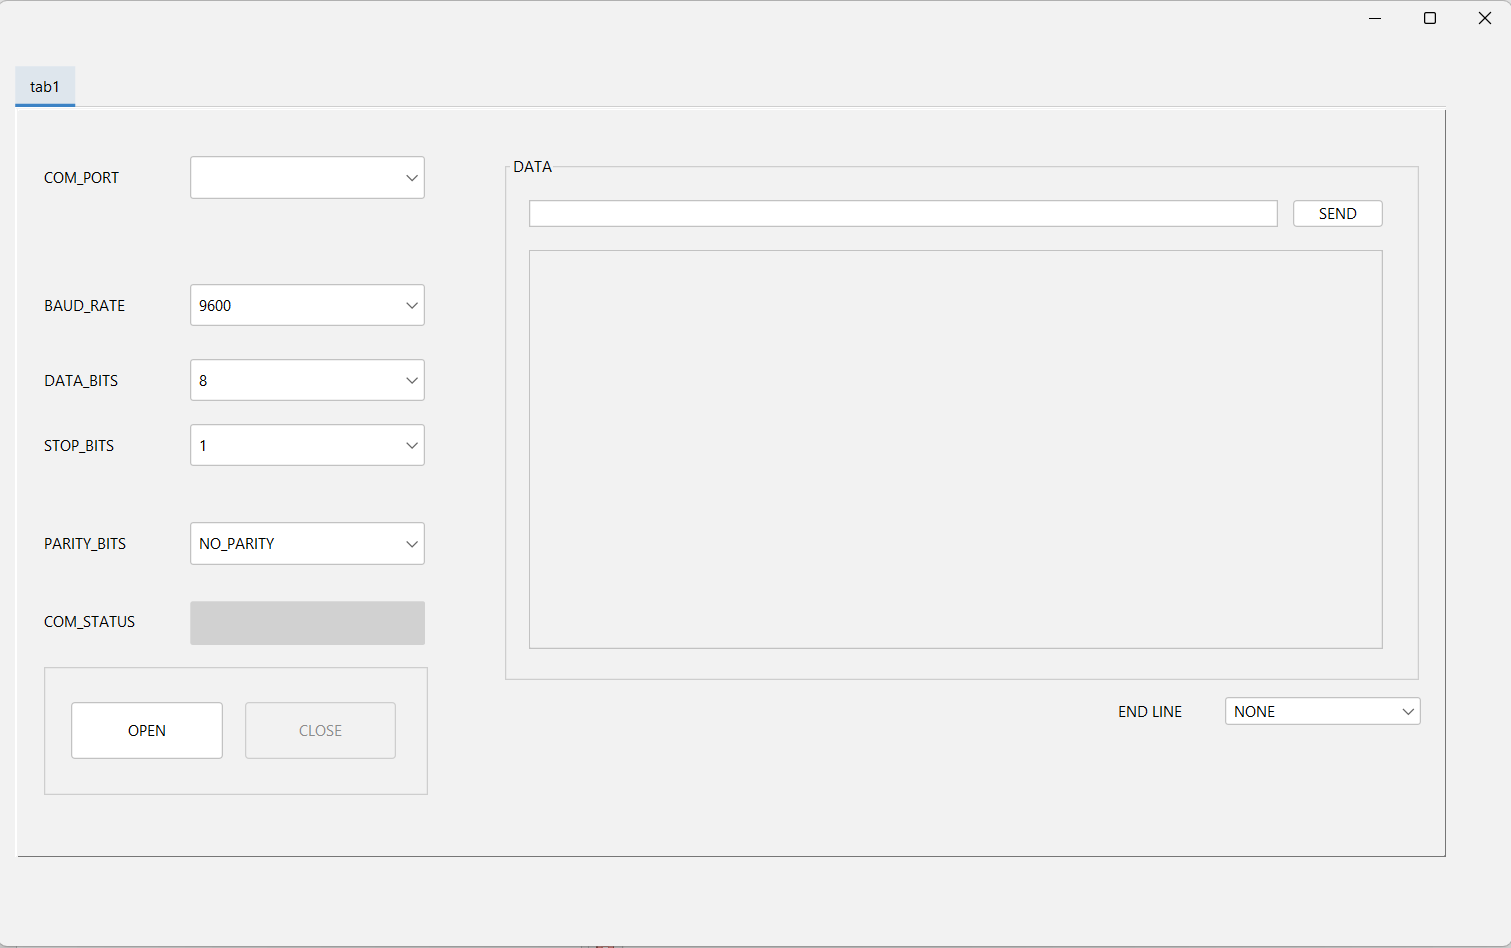 tab1
COM_PORT
BAUD_RATE 9600
DATA_BITS 8
STOP_BITS 1
PARITY_BITS NO_PARITY
COM_STATUS
OPEN CLOSE
DATA
SEND
END LINE NONE